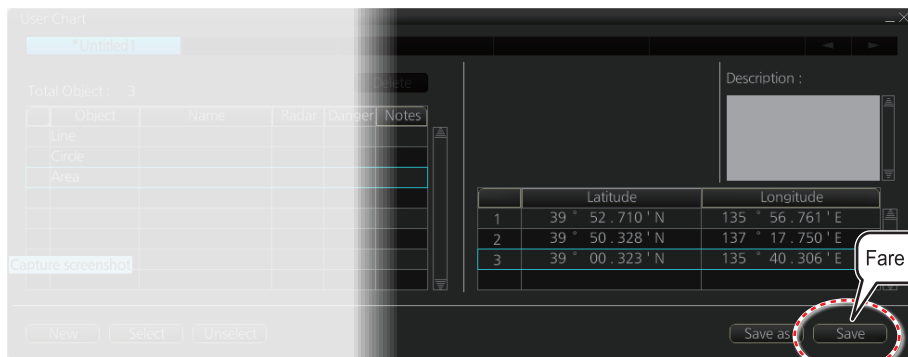 User Chart
*Untitled1
Total Object : 3
Delete
Description :
Object Name Radar Danger Notes
Line
Circle
Area
Latitude Longitude
1 39 ° 52 . 710 ' N 135 ° 56 . 761 ' E
2 39 ° 50 . 328 ' N 137 ° 17 . 750 ' E
3 39 ° 00 . 323 ' N 135 ° 40 . 306 ' E
Fare
Capture screenshot
New Select Unselect Save as Save